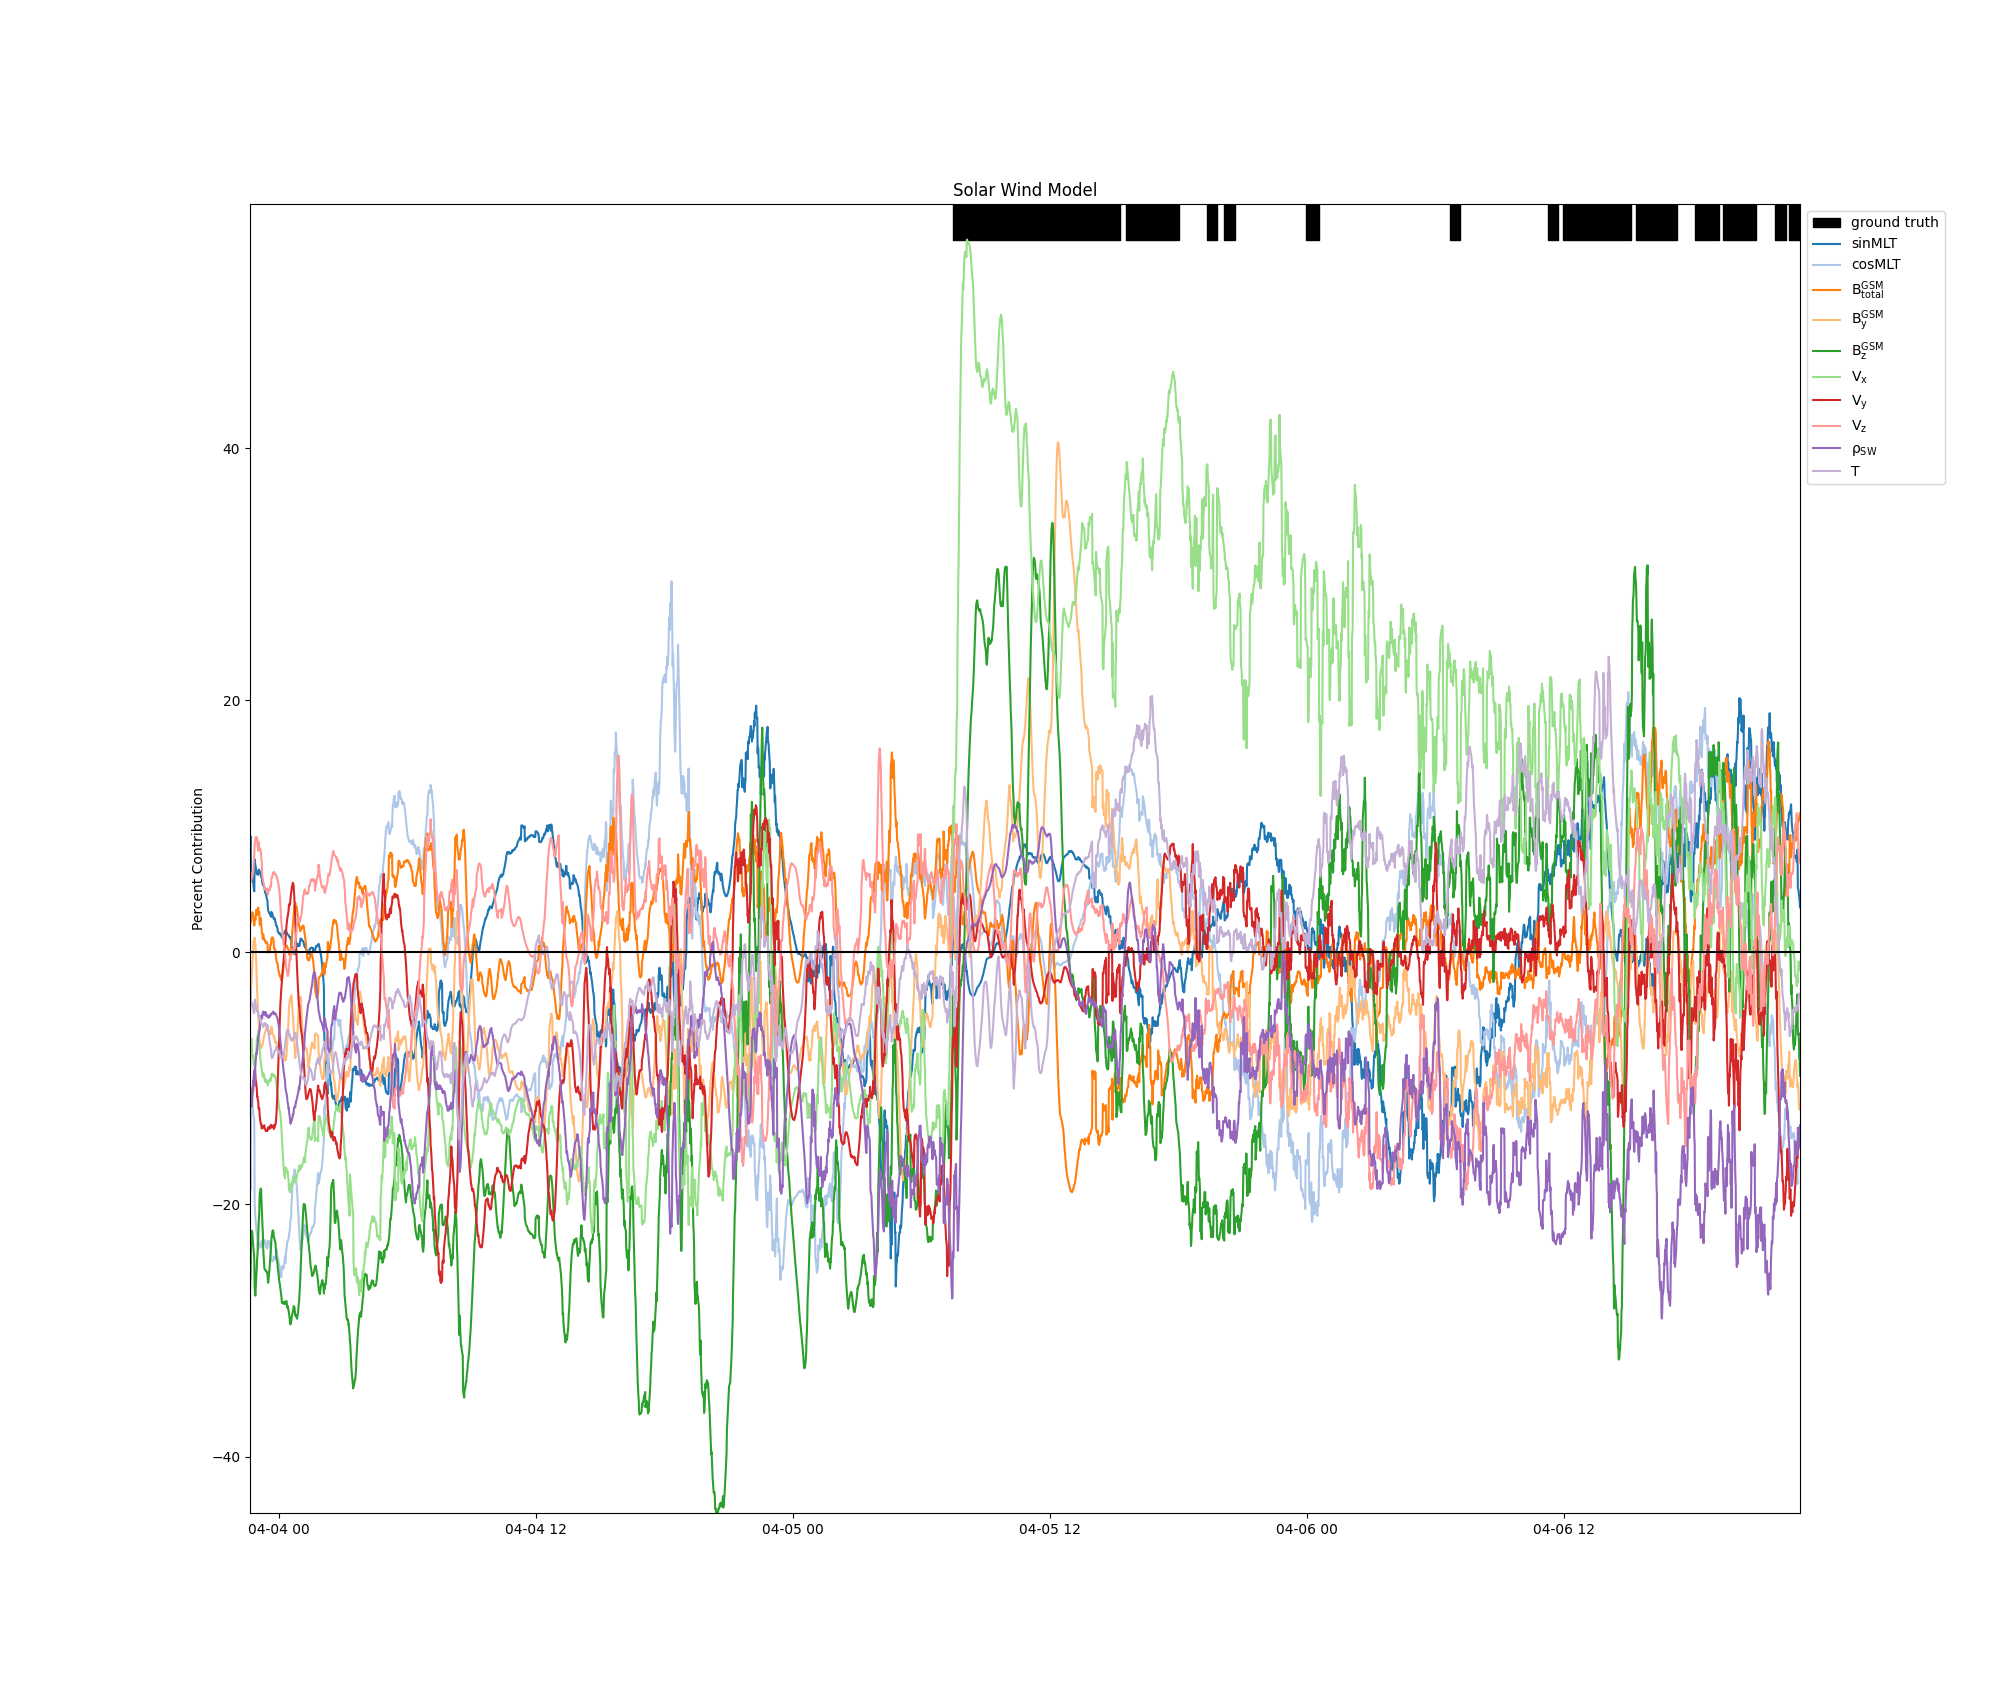 Solar Wind Model
ground truth
sinMLT
cosMLT
B_total^GSM
B_y^GSM
B_z^GSM
V_x
V_y
V_z
ρ_SW
T
Percent Contribution
40
20
0
−20
−40
04-04 00
04-04 12
04-05 00
04-05 12
04-06 00
04-06 12